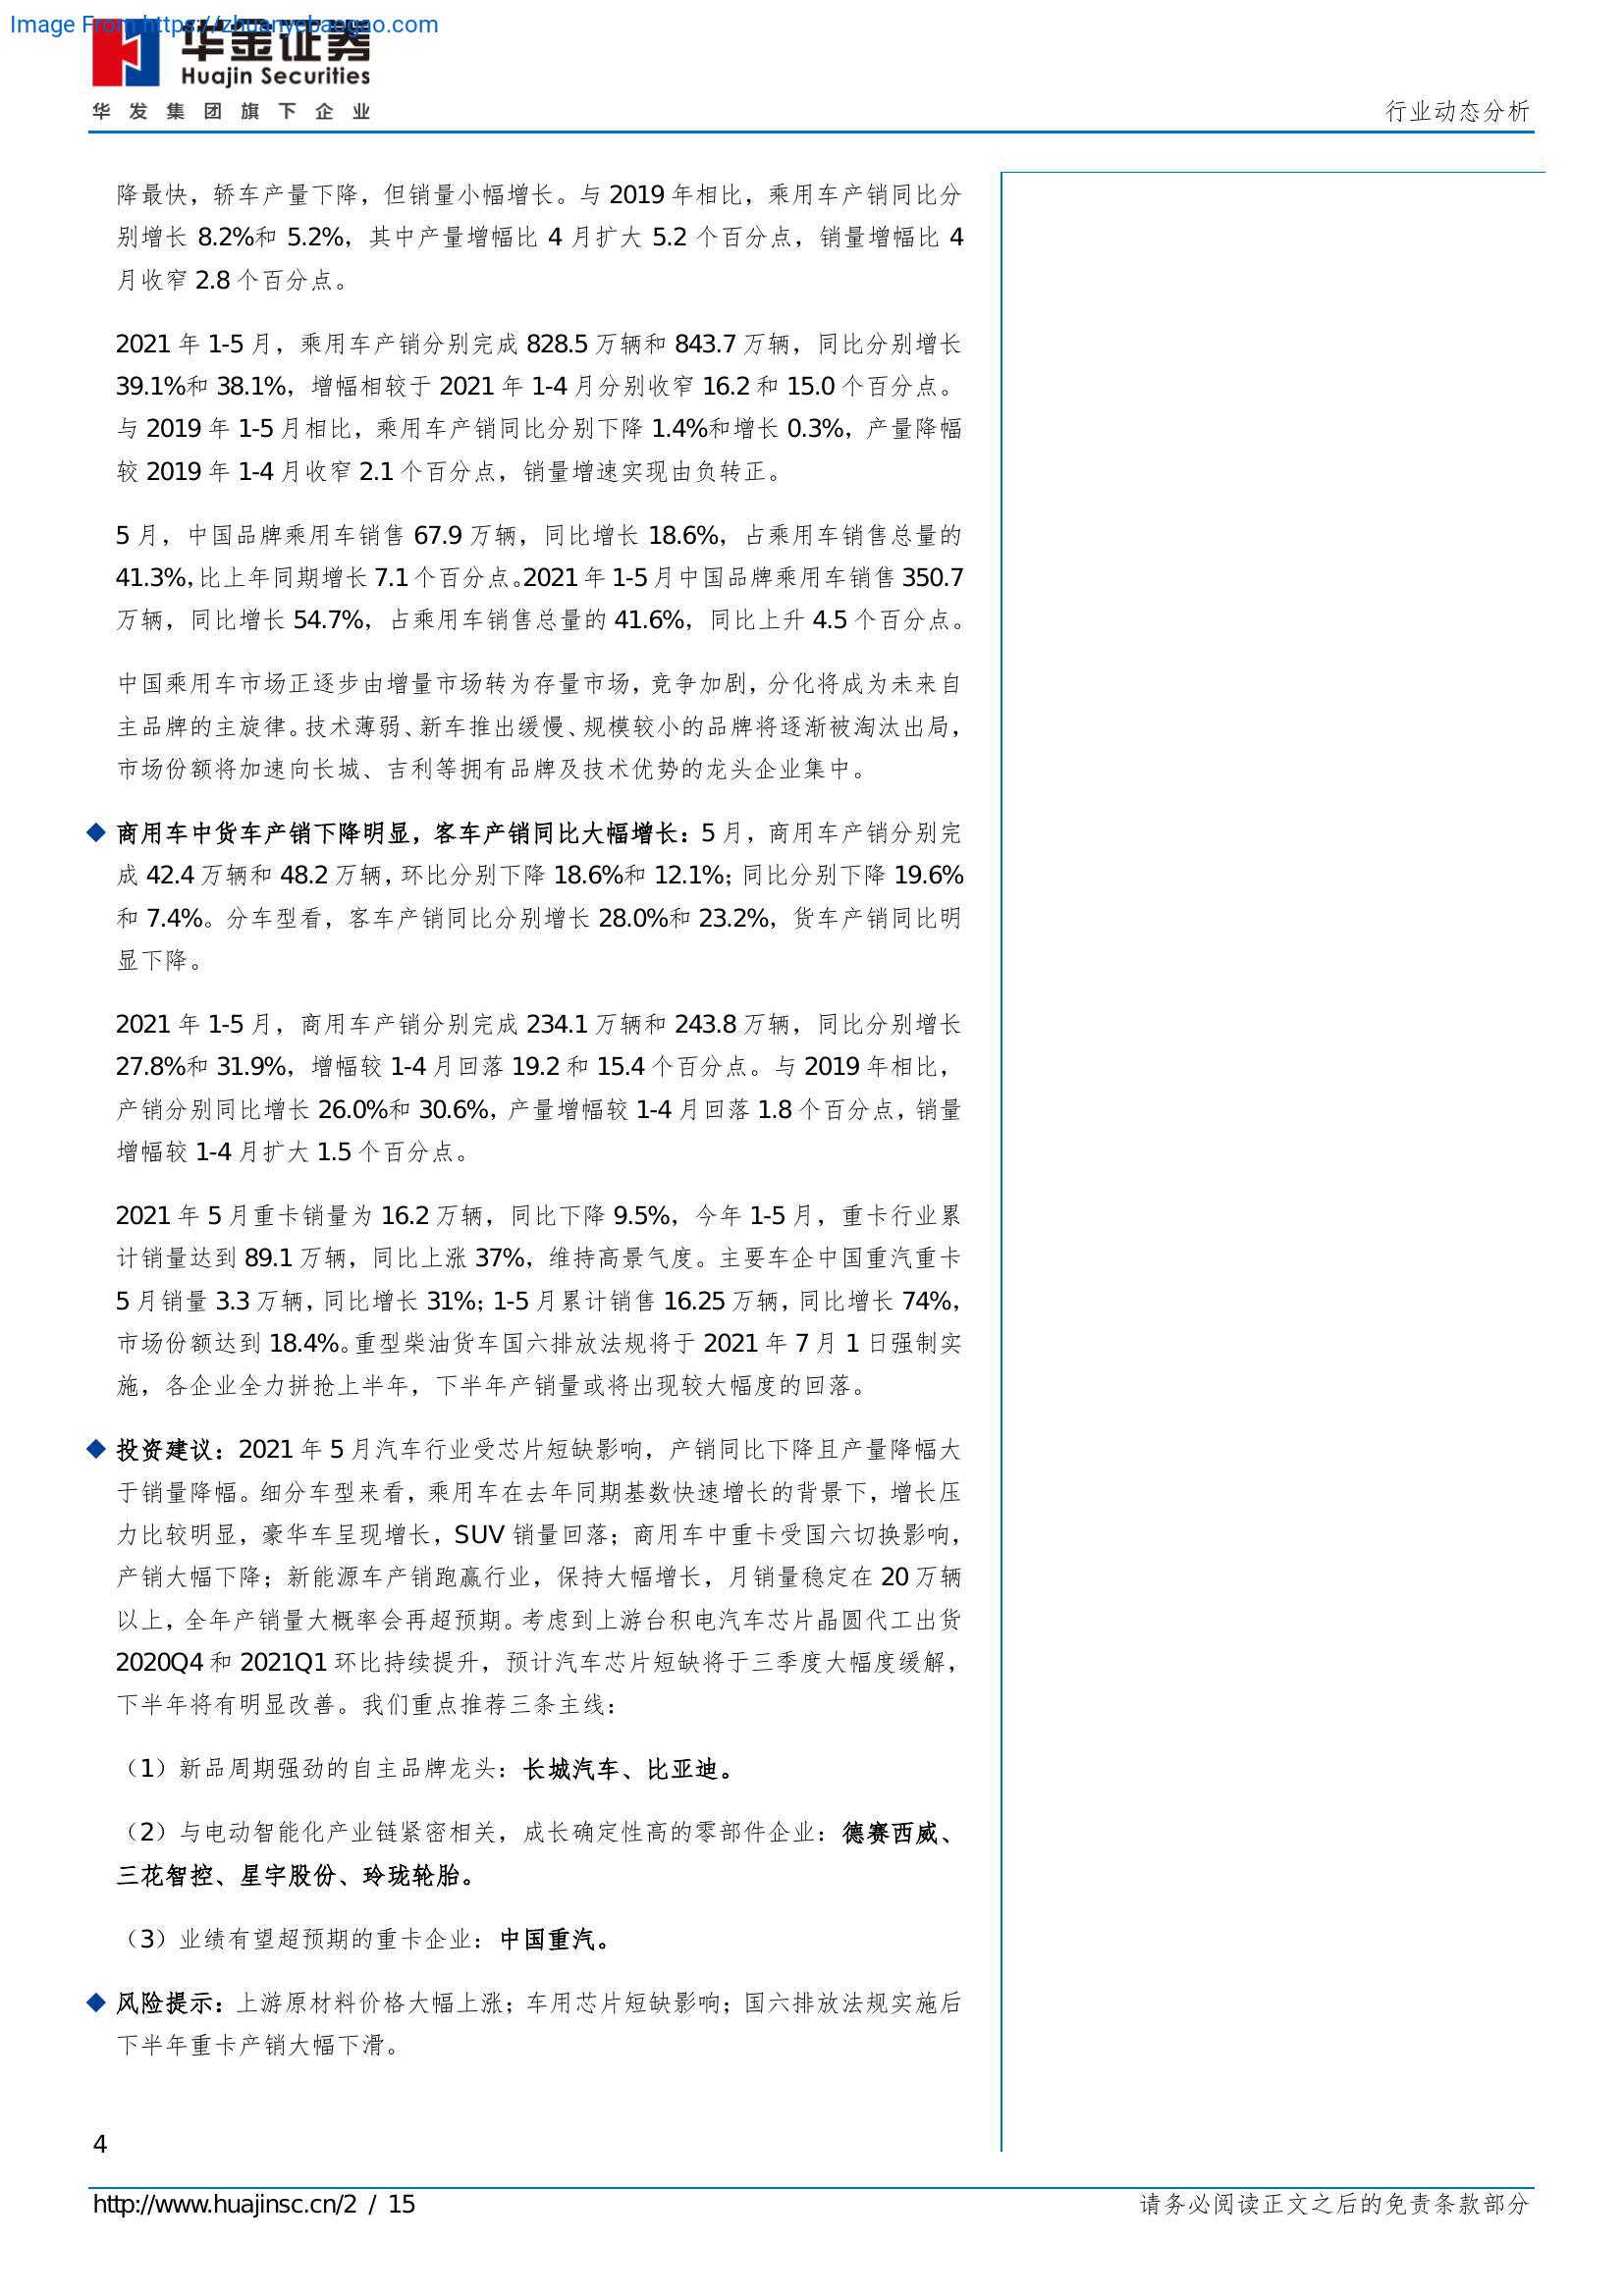 Image From https://zhuanyebaogao.com
华金证券
Huajin Securities
华发集团旗下企业
行业动态分析
降最快，轿车产量下降，但销量小幅增长。与 2019 年相比，乘用车产销同比分
别增长 8.2%和 5.2%，其中产量增幅比 4 月扩大 5.2 个百分点，销量增幅比 4
月收窄 2.8 个百分点。
2021 年 1-5 月，乘用车产销分别完成 828.5 万辆和 843.7 万辆，同比分别增长
39.1%和 38.1%，增幅相较于 2021 年 1-4 月分别收窄 16.2 和 15.0 个百分点。
与 2019 年 1-5 月相比，乘用车产销同比分别下降 1.4%和增长 0.3%，产量降幅
较 2019 年 1-4 月收窄 2.1 个百分点，销量增速实现由负转正。
5 月，中国品牌乘用车销售 67.9 万辆，同比增长 18.6%，占乘用车销售总量的
41.3%，比上年同期增长 7.1 个百分点。2021 年 1-5 月中国品牌乘用车销售 350.7
万辆，同比增长 54.7%，占乘用车销售总量的 41.6%，同比上升 4.5 个百分点。
中国乘用车市场正逐步由增量市场转为存量市场，竞争加剧，分化将成为未来自
主品牌的主旋律。技术薄弱、新车推出缓慢、规模较小的品牌将逐渐被淘汰出局，
市场份额将加速向长城、吉利等拥有品牌及技术优势的龙头企业集中。
◆ 商用车中货车产销下降明显，客车产销同比大幅增长：5 月，商用车产销分别完
成 42.4 万辆和 48.2 万辆，环比分别下降 18.6%和 12.1%；同比分别下降 19.6%
和 7.4%。分车型看，客车产销同比分别增长 28.0%和 23.2%，货车产销同比明
显下降。
2021 年 1-5 月，商用车产销分别完成 234.1 万辆和 243.8 万辆，同比分别增长
27.8%和 31.9%，增幅较 1-4 月回落 19.2 和 15.4 个百分点。与 2019 年相比，
产销分别同比增长 26.0%和 30.6%，产量增幅较 1-4 月回落 1.8 个百分点，销量
增幅较 1-4 月扩大 1.5 个百分点。
2021 年 5 月重卡销量为 16.2 万辆，同比下降 9.5%，今年 1-5 月，重卡行业累
计销量达到 89.1 万辆，同比上涨 37%，维持高景气度。主要车企中国重汽重卡
5 月销量 3.3 万辆，同比增长 31%；1-5 月累计销售 16.25 万辆，同比增长 74%，
市场份额达到 18.4%。重型柴油货车国六排放法规将于 2021 年 7 月 1 日强制实
施，各企业全力拼抢上半年，下半年产销量或将出现较大幅度的回落。
◆ 投资建议：2021 年 5 月汽车行业受芯片短缺影响，产销同比下降且产量降幅大
于销量降幅。细分车型来看，乘用车在去年同期基数快速增长的背景下，增长压
力比较明显，豪华车呈现增长，SUV 销量回落；商用车中重卡受国六切换影响，
产销大幅下降；新能源车产销跑赢行业，保持大幅增长，月销量稳定在 20 万辆
以上，全年产销量大概率会再超预期。考虑到上游台积电汽车芯片晶圆代工出货
2020Q4 和 2021Q1 环比持续提升，预计汽车芯片短缺将于三季度大幅度缓解，
下半年将有明显改善。我们重点推荐三条主线：
（1）新品周期强劲的自主品牌龙头：长城汽车、比亚迪。
（2）与电动智能化产业链紧密相关，成长确定性高的零部件企业：德赛西威、
三花智控、星宇股份、玲珑轮胎。
（3）业绩有望超预期的重卡企业：中国重汽。
◆ 风险提示：上游原材料价格大幅上涨；车用芯片短缺影响；国六排放法规实施后
下半年重卡产销大幅下滑。
4
http://www.huajinsc.cn/2 / 15
请务必阅读正文之后的免责条款部分